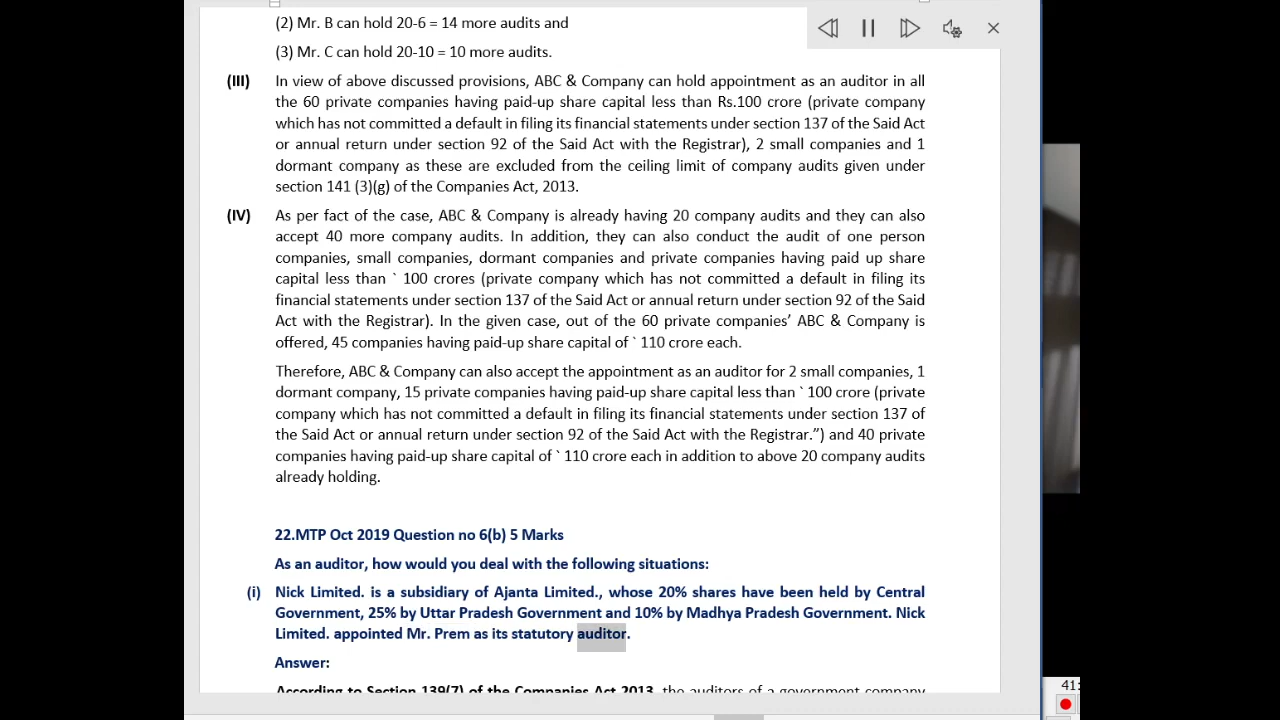 (2) Mr. B can hold 20-6 = 14 more audits and
(3) Mr. C can hold 20-10 = 10 more audits.
(III) In view of above discussed provisions, ABC & Company can hold appointment as an auditor in all
the 60 private companies having paid-up share capital less than Rs.100 crore (private company
which has not committed a default in filing its financial statements under section 137 of the Said Act
or annual return under section 92 of the Said Act with the Registrar), 2 small companies and 1
dormant company as these are excluded from the ceiling limit of company audits given under
section 141 (3)(g) of the Companies Act, 2013.
(IV) As per fact of the case, ABC & Company is already having 20 company audits and they can also
accept 40 more company audits. In addition, they can also conduct the audit of one person
companies, small companies, dormant companies and private companies having paid up share
capital less than ` 100 crores (private company which has not committed a default in filing its
financial statements under section 137 of the Said Act or annual return under section 92 of the Said
Act with the Registrar). In the given case, out of the 60 private companies’ ABC & Company is
offered, 45 companies having paid-up share capital of ` 110 crore each.
Therefore, ABC & Company can also accept the appointment as an auditor for 2 small companies, 1
dormant company, 15 private companies having paid-up share capital less than ` 100 crore (private
company which has not committed a default in filing its financial statements under section 137 of
the Said Act or annual return under section 92 of the Said Act with the Registrar.”) and 40 private
companies having paid-up share capital of ` 110 crore each in addition to above 20 company audits
already holding.
22.MTP Oct 2019 Question no 6(b) 5 Marks
As an auditor, how would you deal with the following situations:
(i) Nick Limited. is a subsidiary of Ajanta Limited., whose 20% shares have been held by Central
Government, 25% by Uttar Pradesh Government and 10% by Madhya Pradesh Government. Nick
Limited. appointed Mr. Prem as its statutory auditor.
Answer:
According to Section 139(7) of the Companies Act 2013, the auditors of a government company
41: